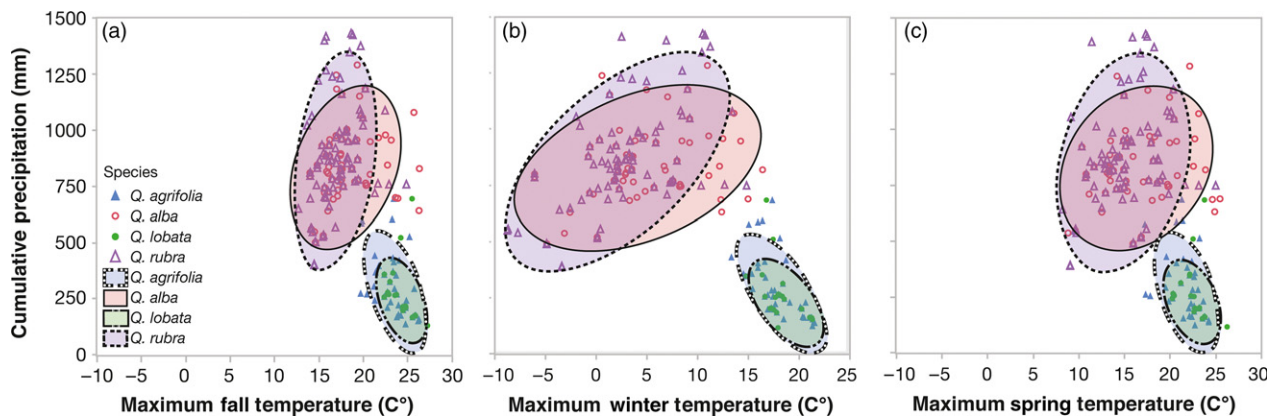 (a)
(b)
(c)
Cumulative precipitation (mm)
1500
1250
1000
750
500
250
0
Species
Q. agrifolia
Q. alba
Q. lobata
Q. rubra
Q. agrifolia
Q. alba
Q. lobata
Q. rubra
–10 –5 0 5 10 15 20 25 30
–10 –5 0 5 10 15 20 25
–10 –5 0 5 10 15 20 25 30
Maximum fall temperature (C°)
Maximum winter temperature (C°)
Maximum spring temperature (C°)